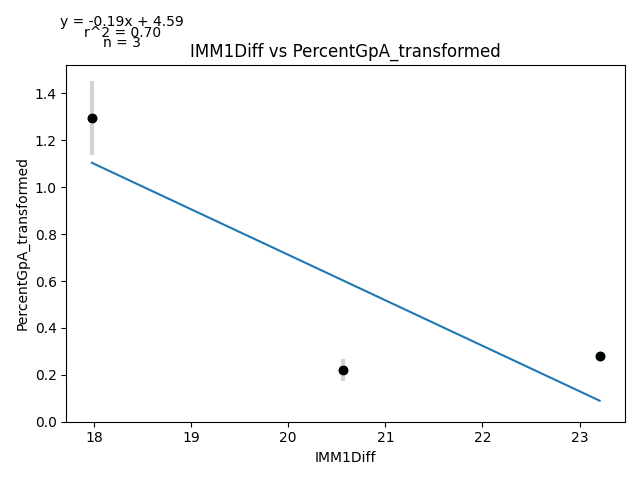 y = -0.19x + 4.59
r^2 = 0.70
n = 3
IMM1Diff vs PercentGpA_transformed
PercentGpA_transformed
1.4
1.2
1.0
0.8
0.6
0.4
0.2
0.0
18 19 20 21 22 23
IMM1Diff